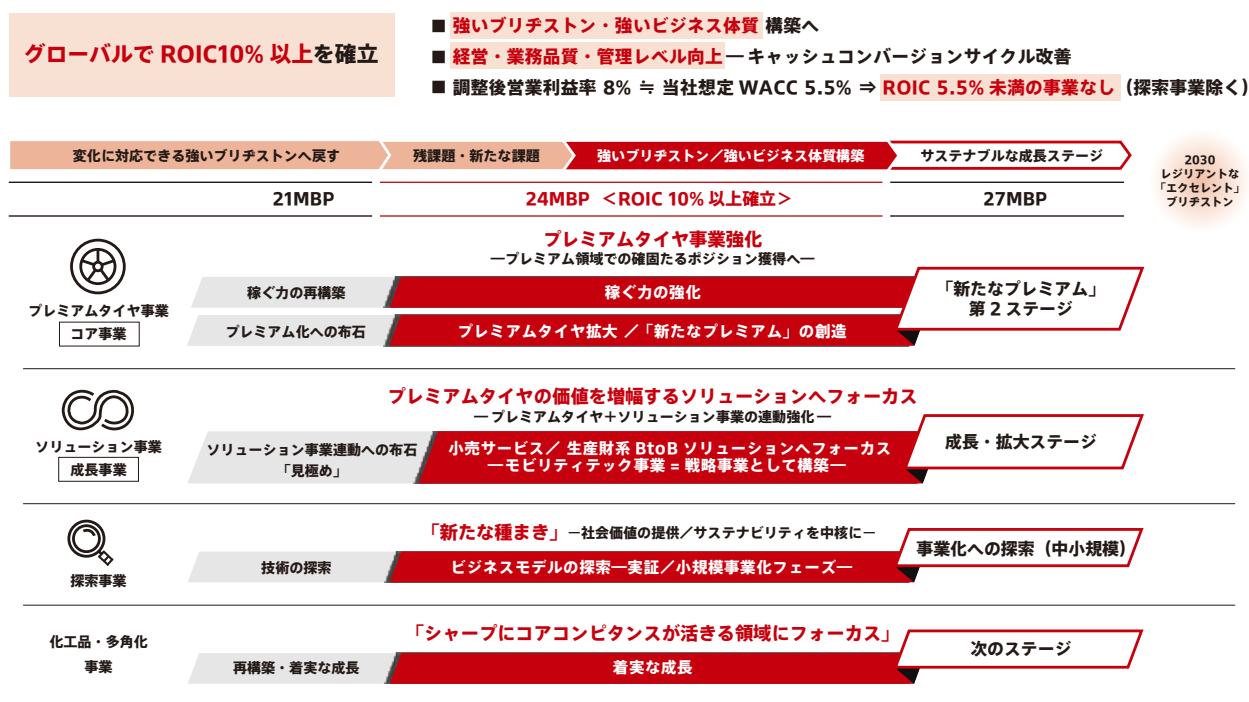 グローバルで ROIC10% 以上を確立
■ 強いブリヂストン・強いビジネス体質 構築へ
■ 経営・業務品質・管理レベル向上 ― キャッシュコンバージョンサイクル改善
■ 調整後営業利益率 8% ≒ 当社想定 WACC 5.5% ⇒ ROIC 5.5% 未満の事業なし（探索事業除く）
変化に対応できる強いブリヂストンへ戻す
残課題・新たな課題
強いブリヂストン／強いビジネス体質構築
サステナブルな成長ステージ
2030
レジリアントな
「エクセレント」
ブリヂストン
21MBP
24MBP ＜ROIC 10% 以上確立＞
27MBP
プレミアムタイヤ事業強化
―プレミアム領域での確固たるポジション獲得へ―
プレミアムタイヤ事業
コア事業
稼ぐ力の再構築
稼ぐ力の強化
プレミアム化への布石
プレミアムタイヤ拡大 ／「新たなプレミアム」の創造
「新たなプレミアム」
第 2 ステージ
プレミアムタイヤの価値を増幅するソリューションへフォーカス
― プレミアムタイヤ＋ソリューション事業の連動強化 ―
ソリューション事業
成長事業
ソリューション事業連動への布石
「見極め」
小売サービス／ 生産財系 BtoB ソリューションへフォーカス
―モビリティテック事業 = 戦略事業として構築―
成長・拡大ステージ
「新たな種まき」―社会価値の提供／サステナビリティを中核に―
探索事業
技術の探索
ビジネスモデルの探索―実証／小規模事業化フェーズ―
事業化への探索（中小規模）
化工品・多角化
事業
「シャープにコアコンピタンスが活きる領域にフォーカス」
再構築・着実な成長
着実な成長
次のステージ